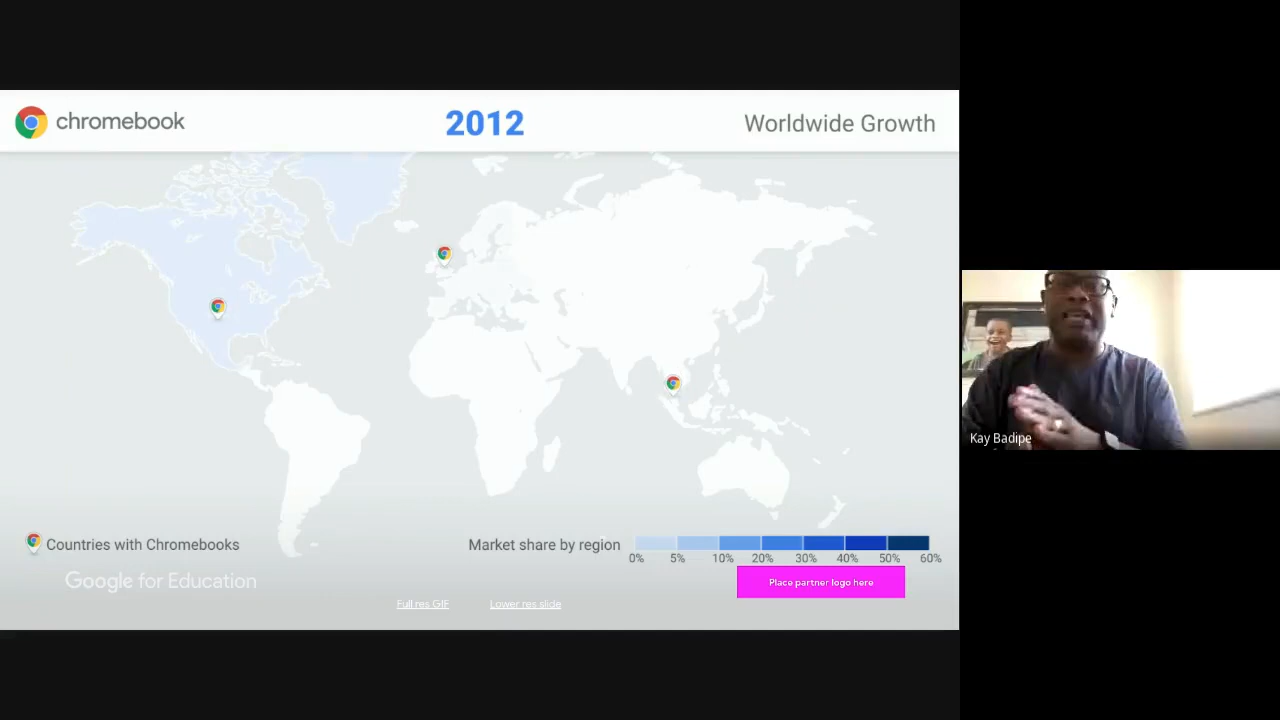 chromebook
2012
Worldwide Growth
Countries with Chromebooks
Market share by region
0% 5% 10% 20% 30% 40% 50% 60%
Google for Education
Place partner logo here
Full res GIF
Lower res slide
Kay Badipe